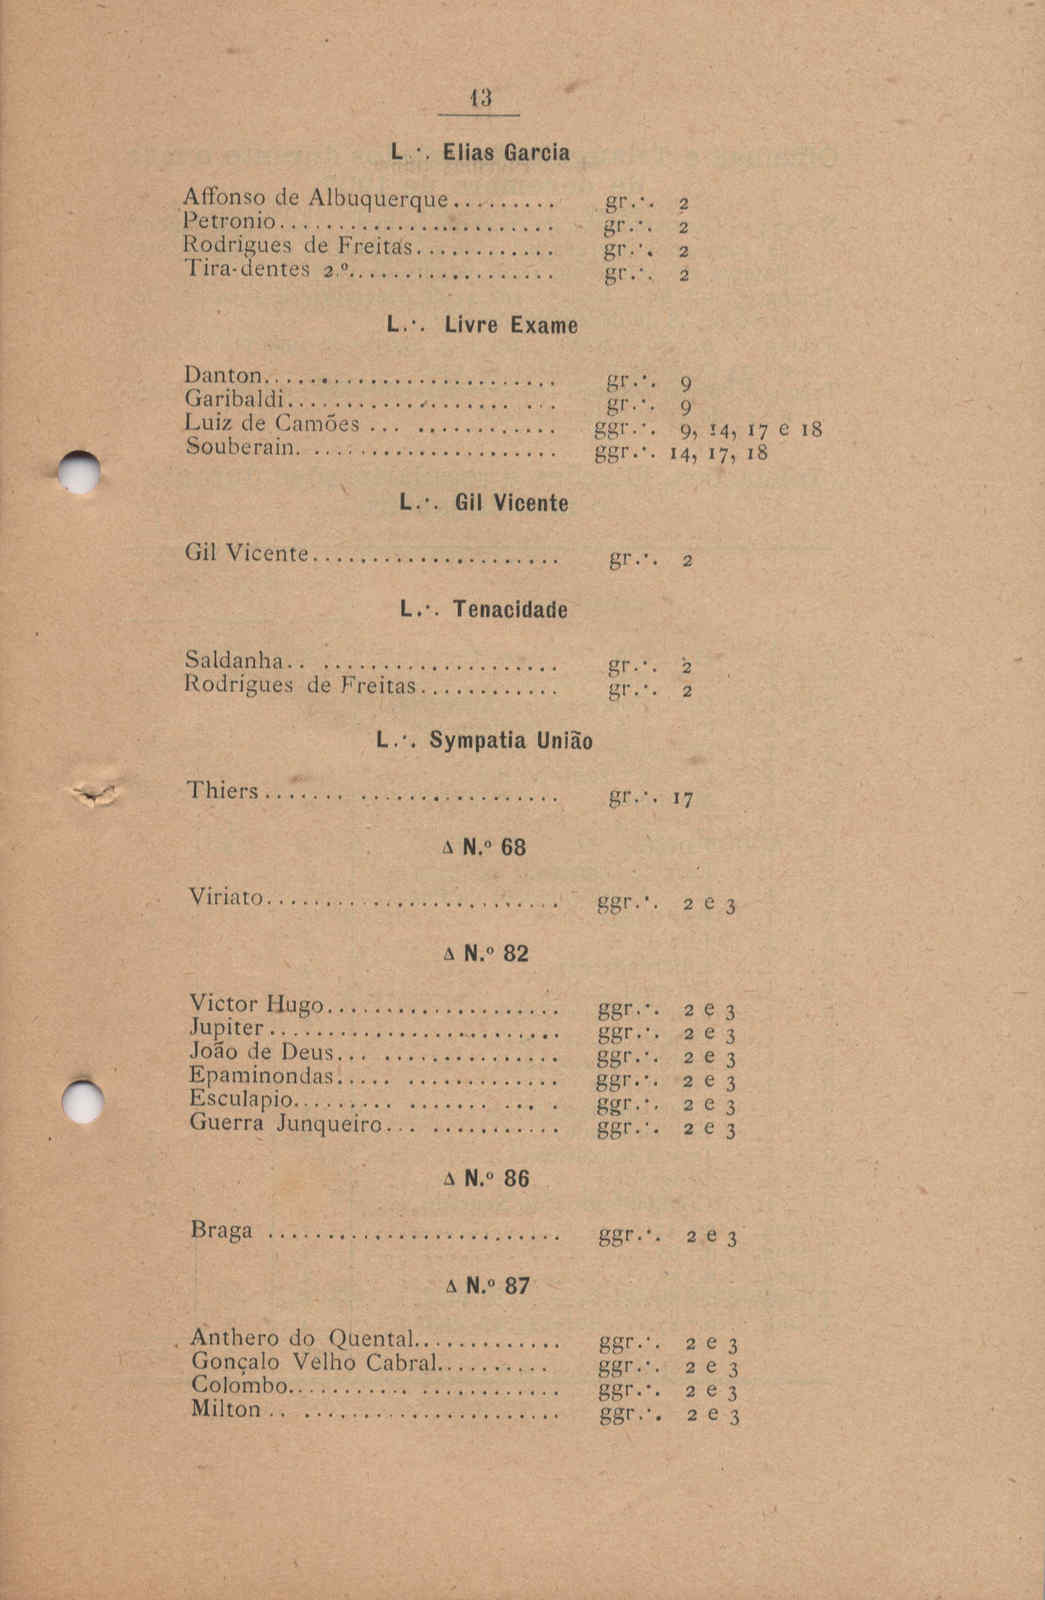 13
L.·. Elias Garcia
Affonso de Albuquerque......... gr.·. 2
Petronio........................ gr.·. 2
Rodrigues de Freitas............ gr.·. 2
Tira-dentes 2.º.................. gr.·. 2
L.·. Livre Exame
Danton......................... gr.·. 9
Garibaldi....................... gr.·. 9
Luiz de Camões ............... ggr.·. 9, 14, 17 e 18
Souberain....................... ggr.·. 14, 17, 18
L.·. Gil Vicente
Gil Vicente..................... gr.·. 2
L.·. Tenacidade
Saldanha...................... gr.·. 2
Rodrigues de Freitas............ gr.·. 2
L.·. Sympatia União
Thiers........................ gr.·. 17
Δ N.º 68
Viriato......................... ggr.·. 2 e 3
Δ N.º 82
Victor Hugo.................... ggr.·. 2 e 3
Jupiter......................... ggr.·. 2 e 3
João de Deus.................. ggr.·. 2 e 3
Epaminondas.................. ggr.·. 2 e 3
Esculapio...................... ggr.·. 2 e 3
Guerra Junqueiro.............. ggr.·. 2 e 3
Δ N.º 86
Braga ......................... ggr.·. 2 e 3
Δ N.º 87
Anthero do Quental............. ggr.·. 2 e 3
Gonçalo Velho Cabral.......... ggr.·. 2 e 3
Colombo....................... ggr.·. 2 e 3
Milton........................ ggr.·. 2 e 3